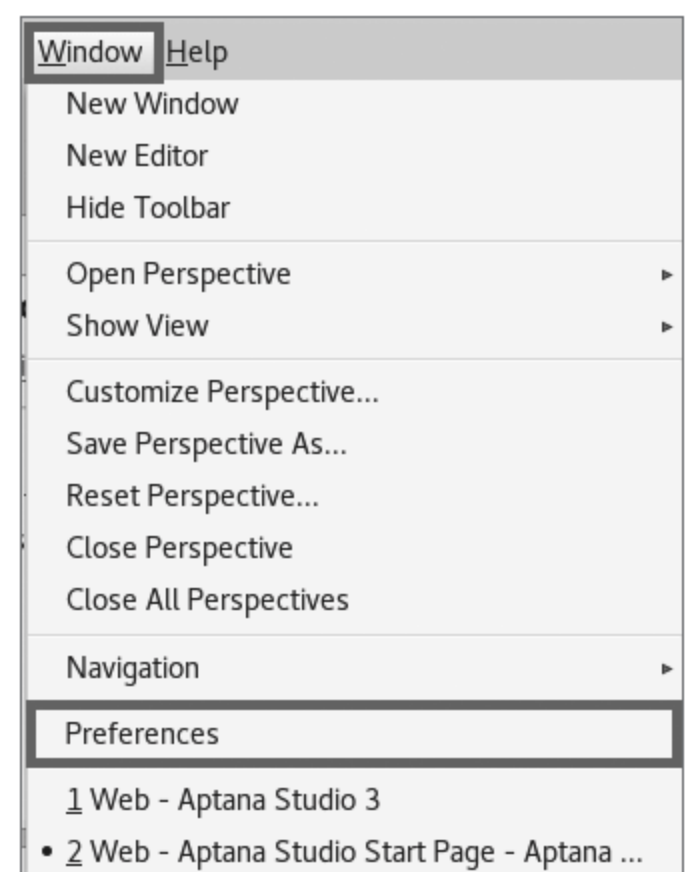 Window Help
New Window
New Editor
Hide Toolbar
Open Perspective
Show View
Customize Perspective...
Save Perspective As...
Reset Perspective...
Close Perspective
Close All Perspectives
Navigation
Preferences
1 Web - Aptana Studio 3
• 2 Web - Aptana Studio Start Page - Aptana ...